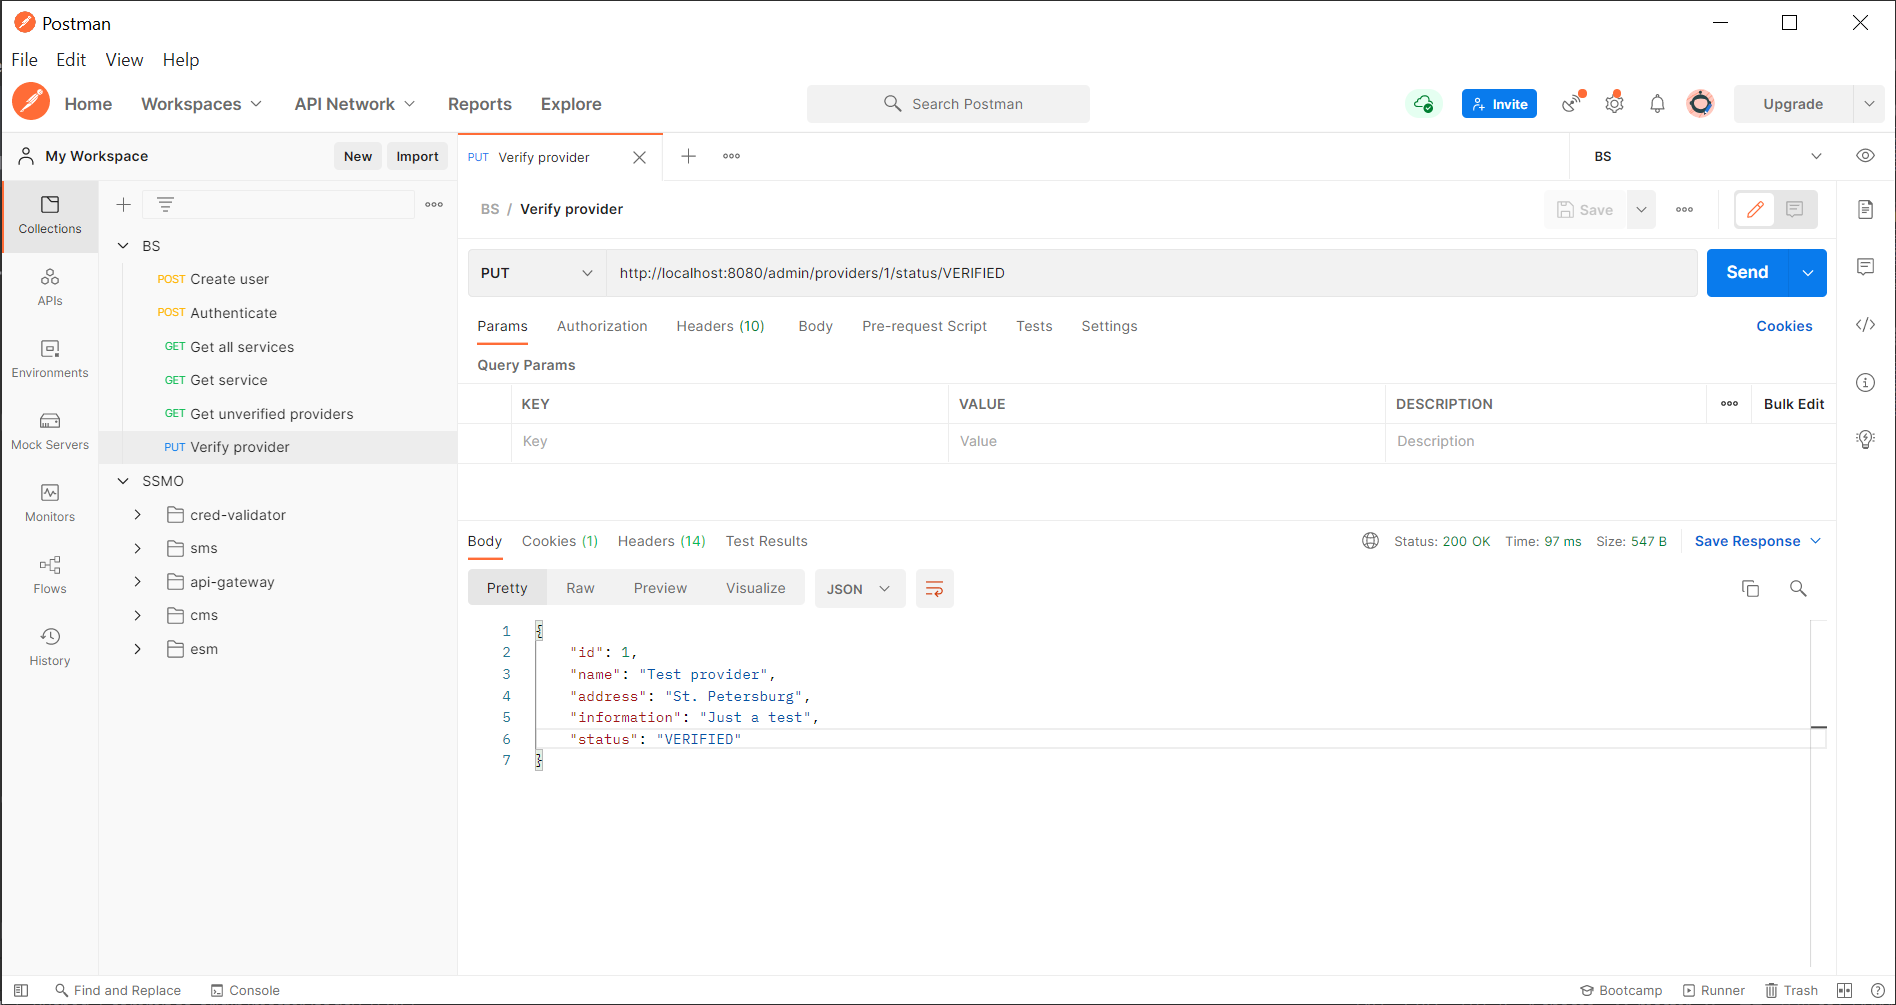 Postman
File Edit View Help
Home Workspaces API Network Reports Explore Search Postman Invite Upgrade
My Workspace New Import PUT Verify provider BS
Collections
APIs
Environments
Mock Servers
Monitors
Flows
History
BS
POST Create user
POST Authenticate
GET Get all services
GET Get service
GET Get unverified providers
PUT Verify provider
SSMO
cred-validator
sms
api-gateway
cms
esm
BS / Verify provider Save
PUT http://localhost:8080/admin/providers/1/status/VERIFIED Send
Params Authorization Headers (10) Body Pre-request Script Tests Settings Cookies
Query Params
KEY VALUE DESCRIPTION Bulk Edit
Key Value Description
Body Cookies (1) Headers (14) Test Results Status: 200 OK Time: 97 ms Size: 547 B Save Response
Pretty Raw Preview Visualize JSON
1 {
2 "id": 1,
3 "name": "Test provider",
4 "address": "St. Petersburg",
5 "information": "Just a test",
6 "status": "VERIFIED"
7 }
Find and Replace Console Bootcamp Runner Trash